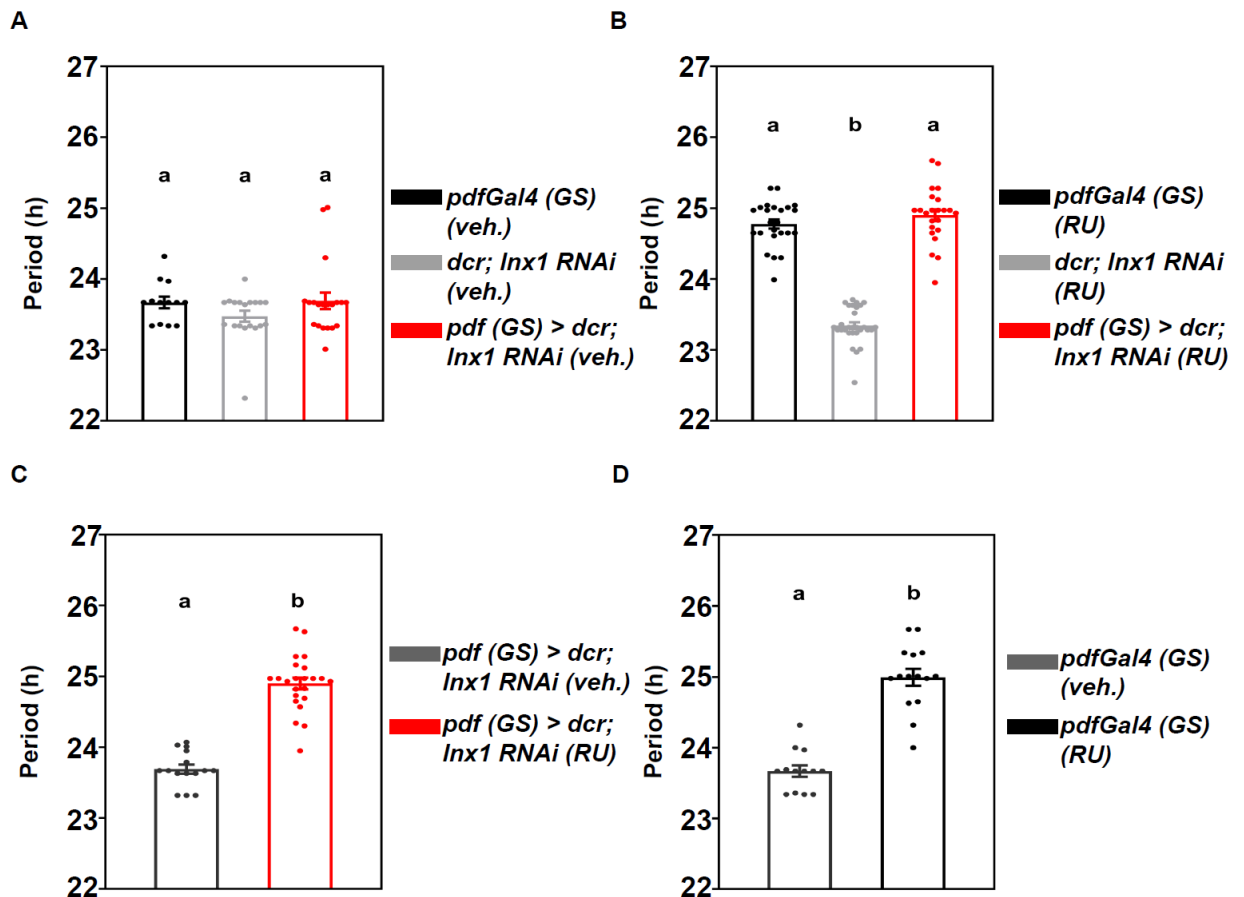 A
27
26
25
24
23
22
Period (h)
a
a
a
pdfGal4 (GS)
(veh.)
dcr; Inx1 RNAi
(veh.)
pdf (GS) > dcr;
Inx1 RNAi (veh.)
B
27
26
25
24
23
22
Period (h)
a
b
a
pdfGal4 (GS)
(RU)
dcr; Inx1 RNAi
(RU)
pdf (GS) > dcr;
Inx1 RNAi (RU)
C
27
26
25
24
23
22
Period (h)
a
b
pdf (GS) > dcr;
Inx1 RNAi (veh.)
pdf (GS) > dcr;
Inx1 RNAi (RU)
D
27
26
25
24
23
22
Period (h)
a
b
pdfGal4 (GS)
(veh.)
pdfGal4 (GS)
(RU)